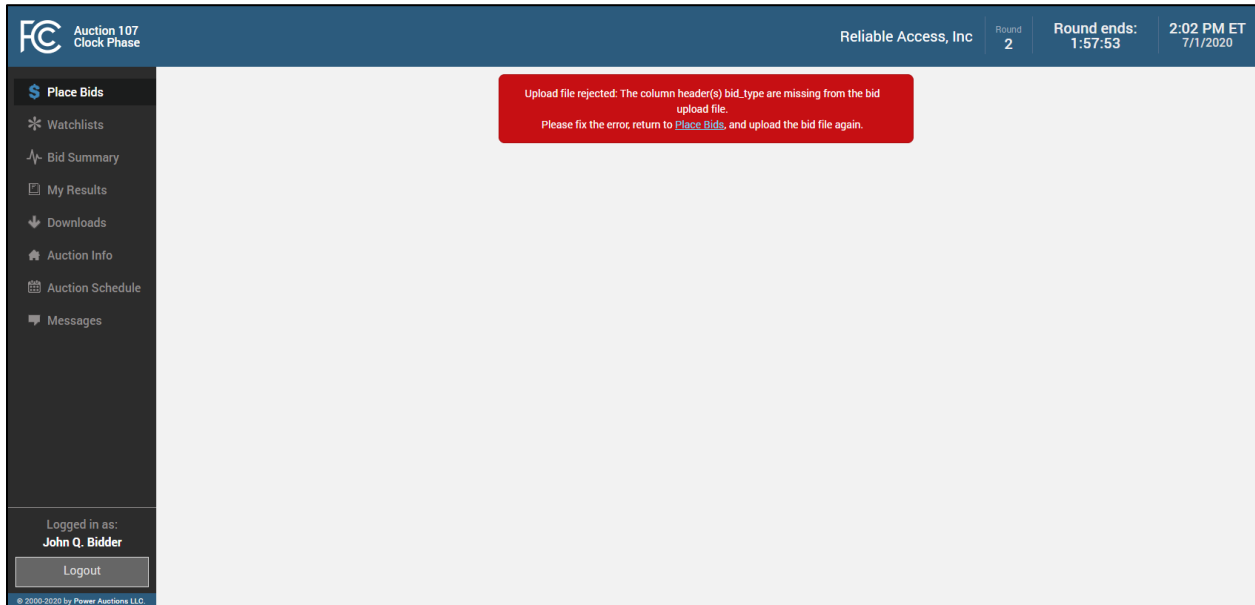 FCC
Auction 107
Clock Phase
Reliable Access, Inc
Round
2
Round ends:
1:57:53
2:02 PM ET
7/1/2020
Place Bids
Watchlists
Bid Summary
My Results
Downloads
Auction Info
Auction Schedule
Messages
Upload file rejected: The column header(s) bid_type are missing from the bid
upload file.
Please fix the error, return to Place Bids, and upload the bid file again.
Logged in as:
John Q. Bidder
Logout
© 2000-2020 by Power Auctions LLC.